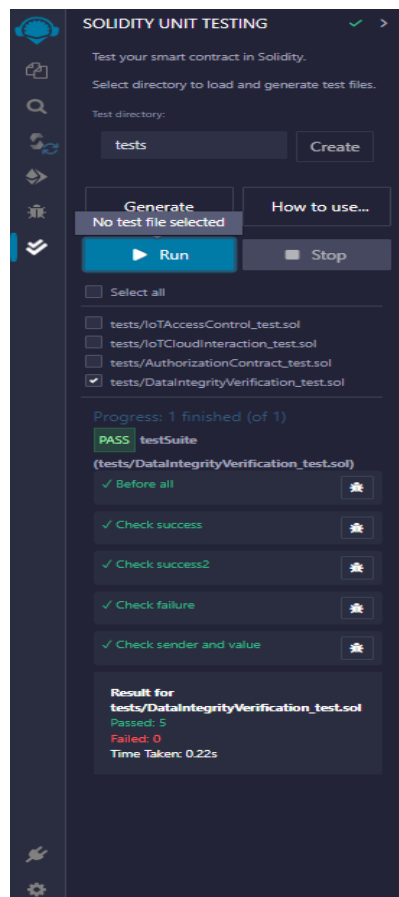 SOLIDITY UNIT TESTING
Test your smart contract in Solidity.
Select directory to load and generate test files.
Test directory:
tests
Create
Generate
How to use...
No test file selected
Run
Stop
Select all
tests/IoTAccessControl_test.sol
tests/IoTCloudInteraction_test.sol
tests/AuthorizationContract_test.sol
tests/DataIntegrityVerification_test.sol
Progress: 1 finished (of 1)
PASS testSuite
(tests/DataIntegrityVerification_test.sol)
✓ Before all
✓ Check success
✓ Check success2
✓ Check failure
✓ Check sender and value
Result for
tests/DataIntegrityVerification_test.sol
Passed: 5
Failed: 0
Time Taken: 0.22s